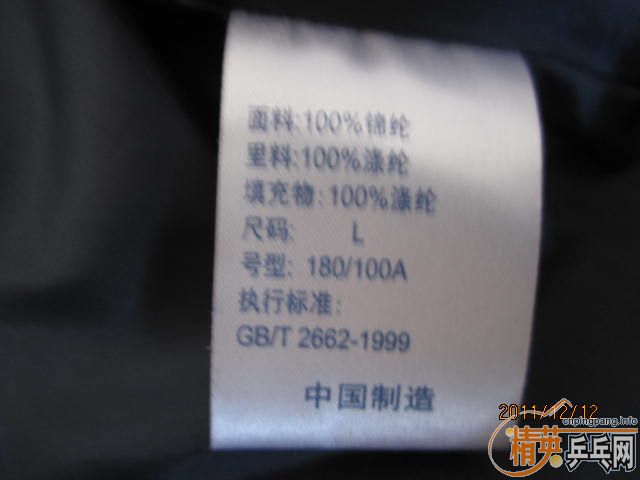 面料:100%锦纶
里料:100%涤纶
填充物:100%涤纶
尺码: L
号型: 180/100A
执行标准:
GB/T 2662-1999
中国制造
2011/12/12
cnpingpang.info
精英乒乓网